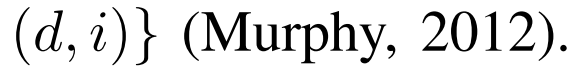 (d, i)} (Murphy, 2012).